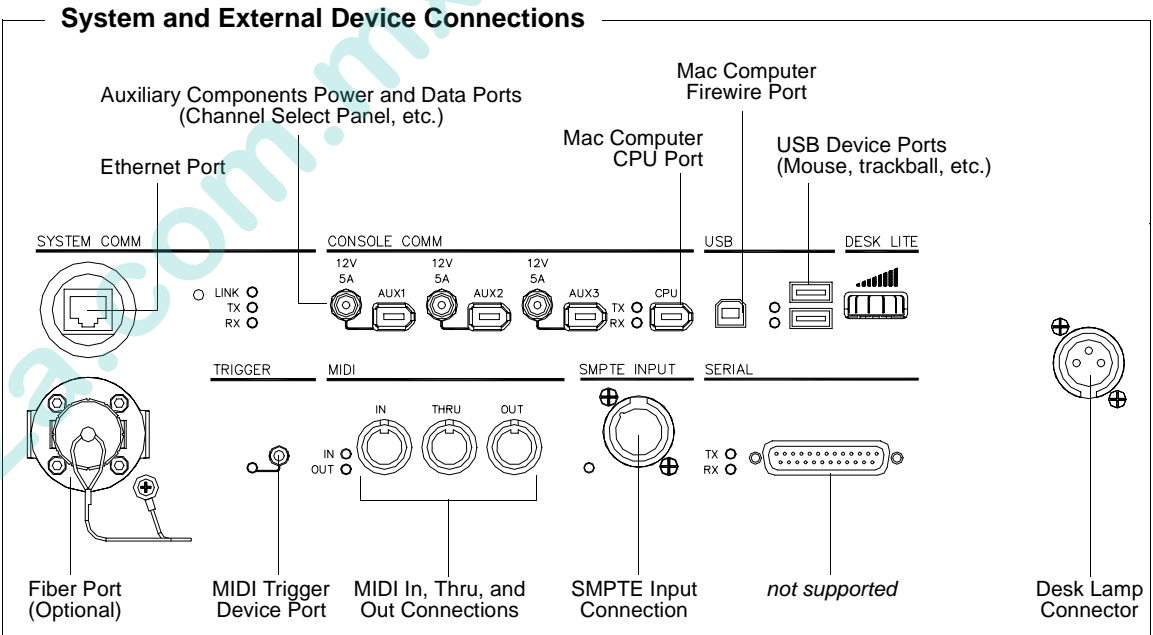 System and External Device Connections
Mac Computer
Firewire Port
Auxiliary Components Power and Data Ports
(Channel Select Panel, etc.)
Mac Computer
CPU Port
USB Device Ports
(Mouse, trackball, etc.)
Ethernet Port
SYSTEM COMM
CONSOLE COMM
USB
DESK LITE
12V
5A
12V
5A
12V
5A
LINK
TX
RX
AUX1
AUX2
AUX3
TX
RX
CPU
TRIGGER
MIDI
SMPTE INPUT
SERIAL
IN
THRU
OUT
IN
OUT
TX
RX
Fiber Port
(Optional)
MIDI Trigger
Device Port
MIDI In, Thru, and
Out Connections
SMPTE Input
Connection
not supported
Desk Lamp
Connector